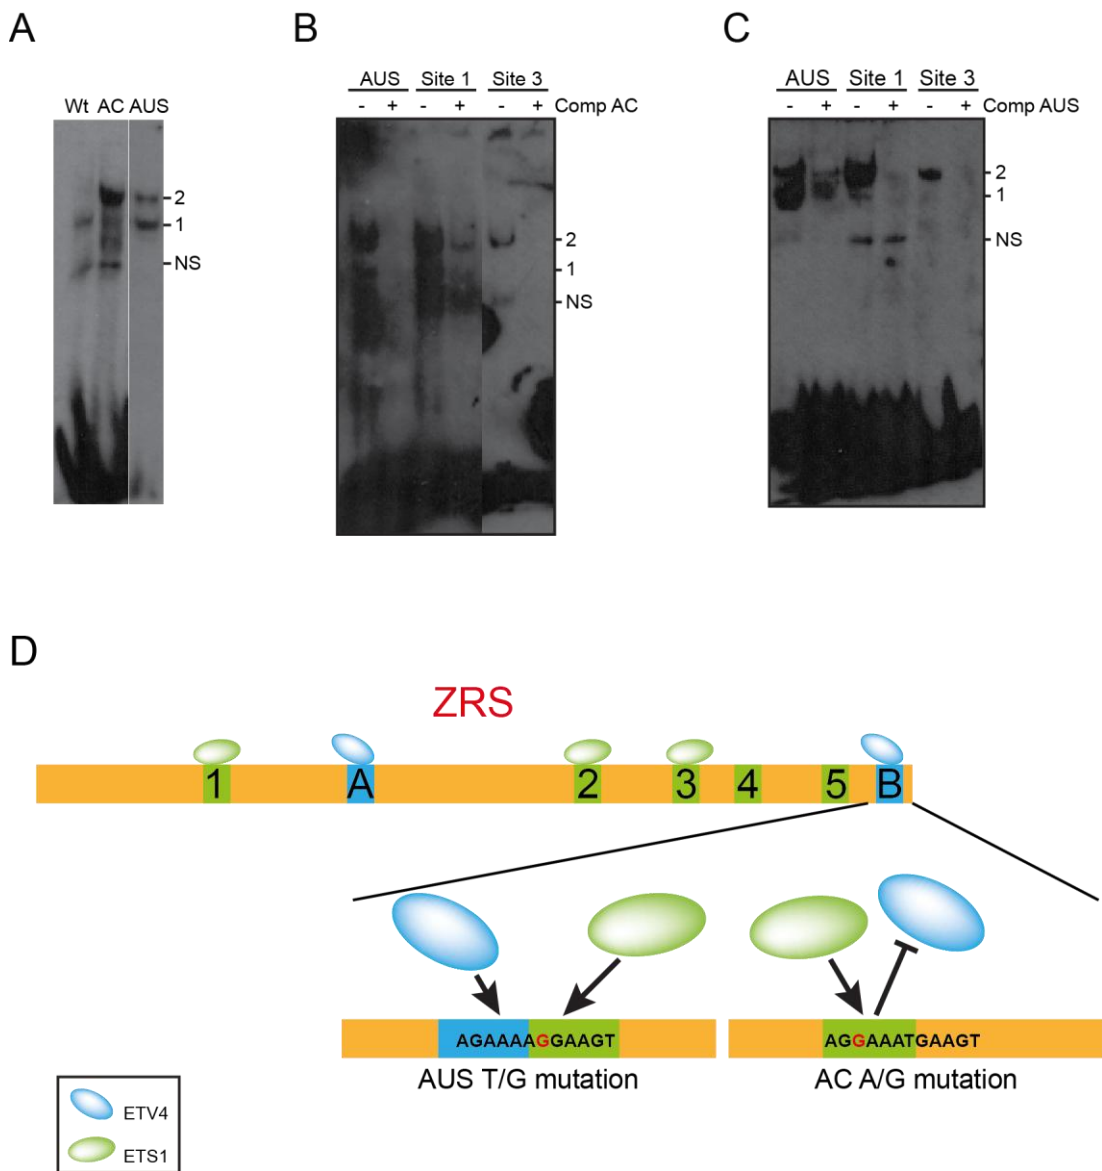 A
B
C
Wt AC AUS
2
1
NS
AUS Site 1 Site 3
- + - + - + Comp AC
2
1
NS
AUS Site 1 Site 3
- + - + - + Comp AUS
2
1
NS
D
ZRS
1 A 2 3 4 5 B
AGAAAAGGAAGT AGGAAATGAAGT
AUS T/G mutation AC A/G mutation
ETV4
ETS1